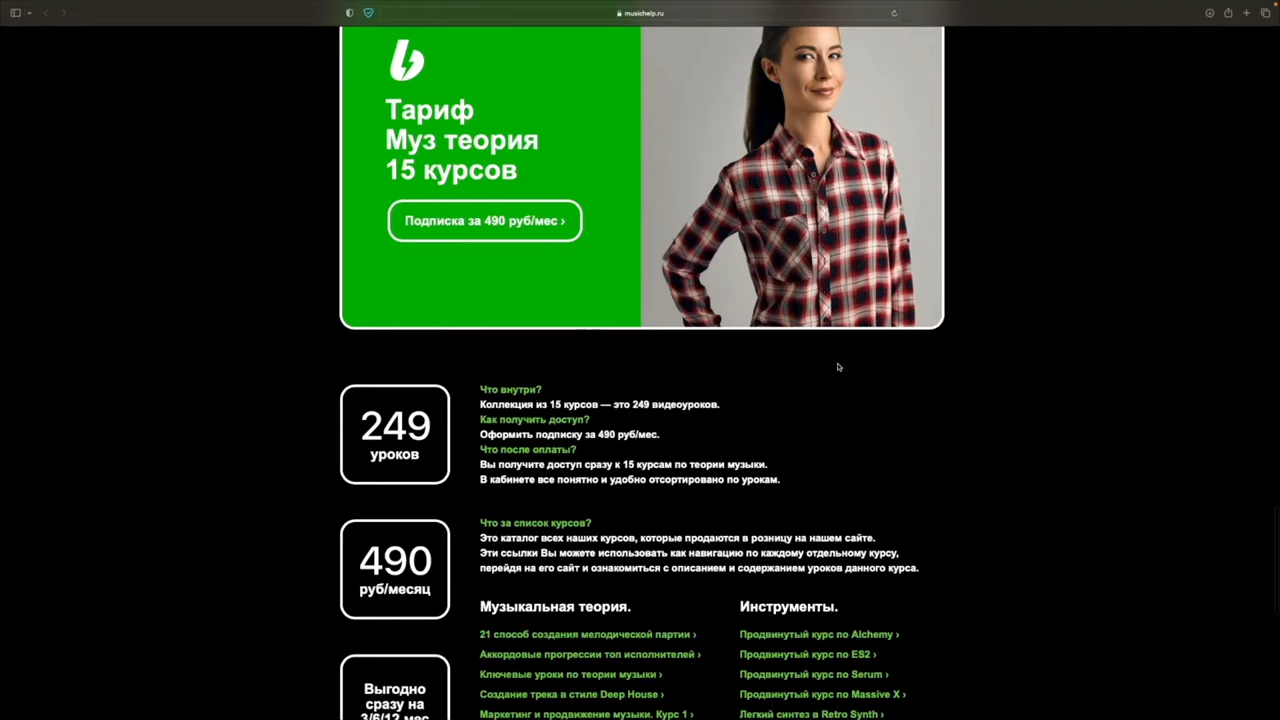 musichelp.ru
Тариф
Муз теория
15 курсов
Подписка за 490 руб/мес ›
249
уроков
Что внутри?
Коллекция из 15 курсов — это 249 видеоуроков.
Как получить доступ?
Оформить подписку за 490 руб/мес.
Что после оплаты?
Вы получите доступ сразу к 15 курсам по теории музыки.
В кабинете все понятно и удобно отсортировано по урокам.
490
руб/месяц
Что за список курсов?
Это каталог всех наших курсов, которые продаются в розницу на нашем сайте.
Эти ссылки Вы можете использовать как навигацию по каждому отдельному курсу,
перейдя на его сайт и ознакомиться с описанием и содержанием уроков данного курса.
Выгодно
сразу на
3/6/12 мес
Музыкальная теория.
21 способ создания мелодической партии ›
Аккордовые прогрессии топ исполнителей ›
Ключевые уроки по теории музыки ›
Создание трека в стиле Deep House ›
Маркетинг и продвижение музыки. Курс 1 ›
Инструменты.
Продвинутый курс по Alchemy ›
Продвинутый курс по ES2 ›
Продвинутый курс по Serum ›
Продвинутый курс по Massive X ›
Легкий синтез в Retro Synth ›